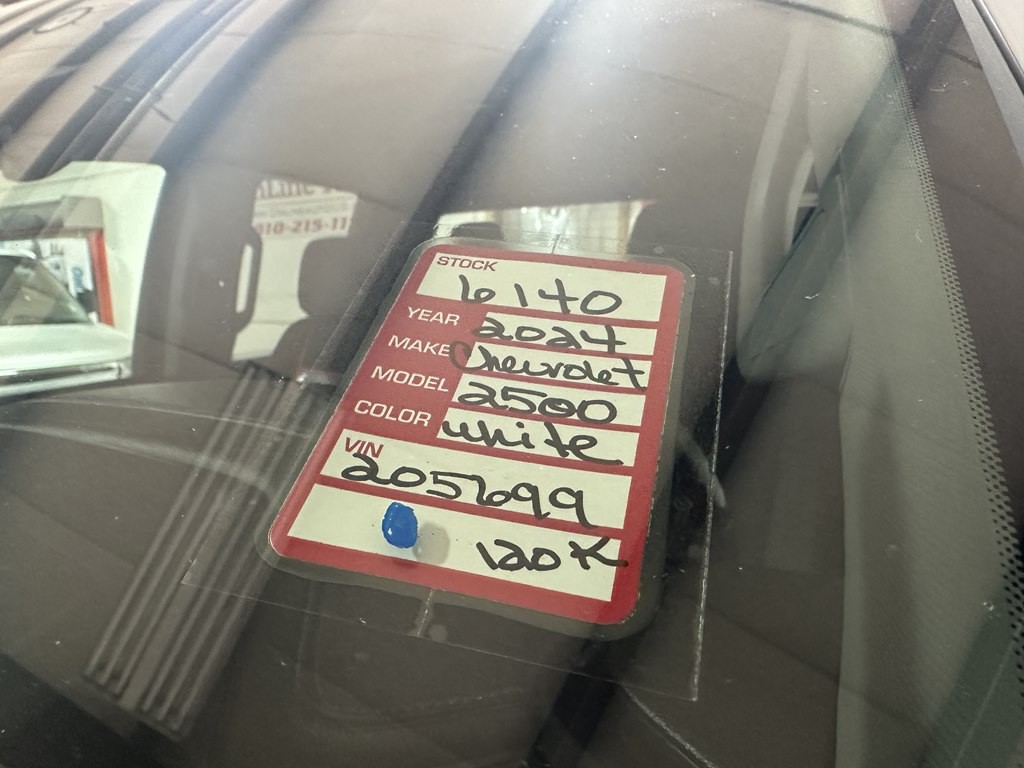 STOCK
6140
YEAR 2024
MAKE Chevrolet
MODEL 2500
COLOR white
VIN
205699
120K